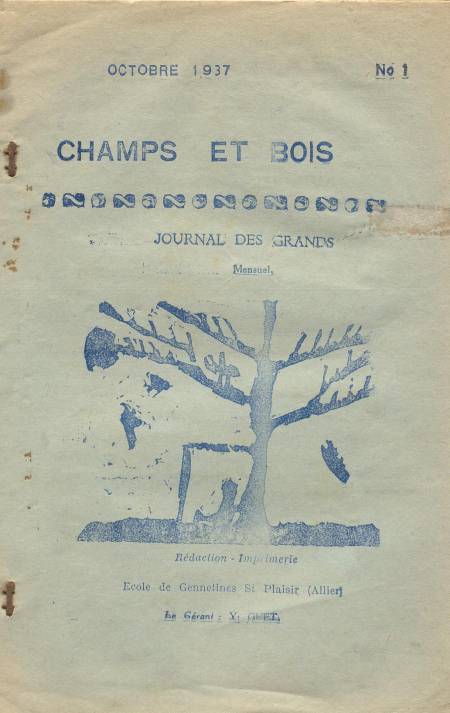 OCTOBRE 1937 No 1
CHAMPS ET BOIS
JOURNAL DES GRANDS
Mensuel,
Rédaction - Imprimerie
Ecole de Gennetines St Plaisir (Allier)
Le Gérant : Y. GUET.